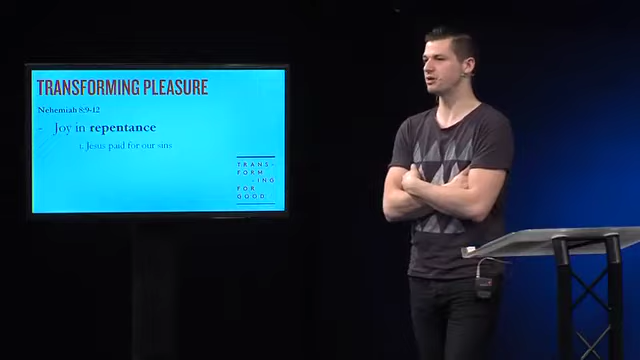 TRANSFORMING PLEASURE
Nehemiah 8:9-12
- Joy in repentance
1. Jesus paid for our sins
TRANS-
FORM
-ING
FOR
GOOD.